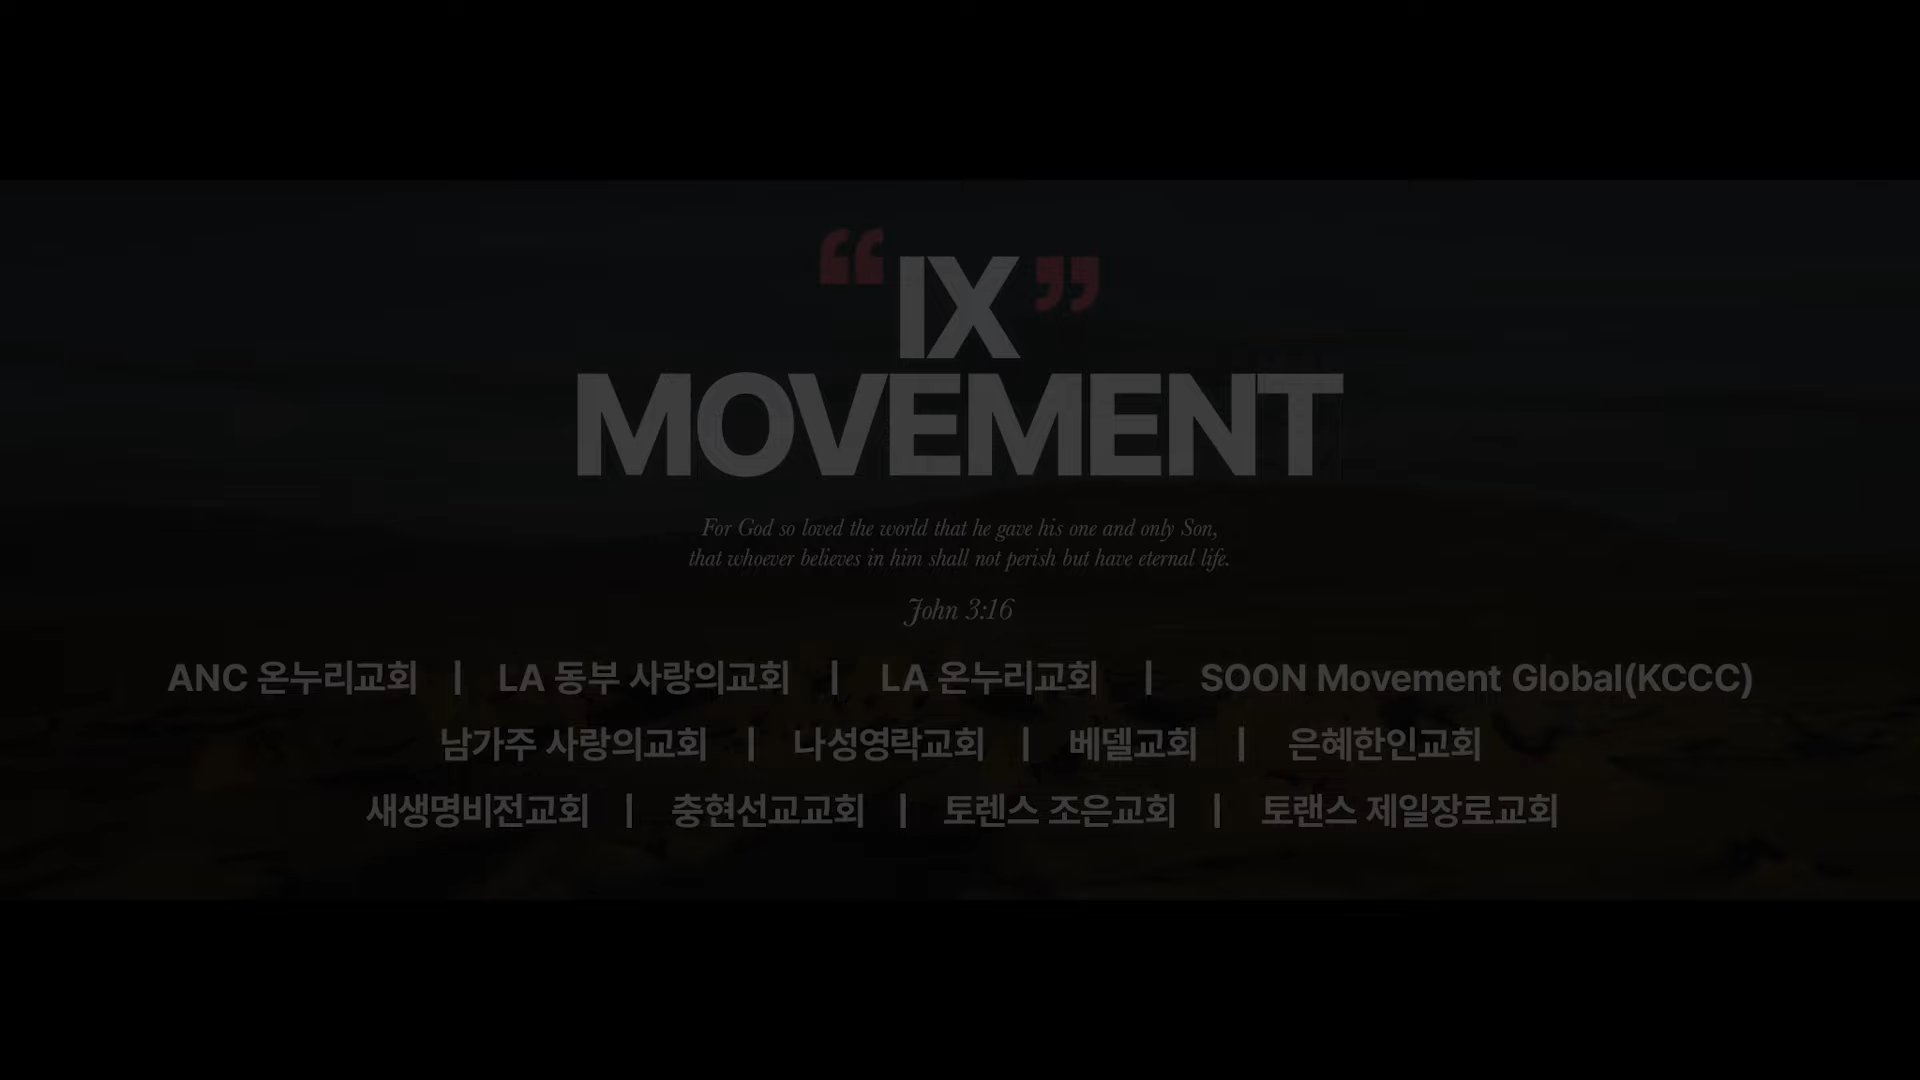 “IX”
MOVEMENT
For God so loved the world that he gave his one and only Son,
that whoever believes in him shall not perish but have eternal life.
John 3:16
ANC 온누리교회 | LA 동부 사랑의교회 | LA 온누리교회 | SOON Movement Global(KCCC)
남가주 사랑의교회 | 나성영락교회 | 베델교회 | 은혜한인교회
새생명비전교회 | 충현선교교회 | 토렌스 조은교회 | 토랜스 제일장로교회